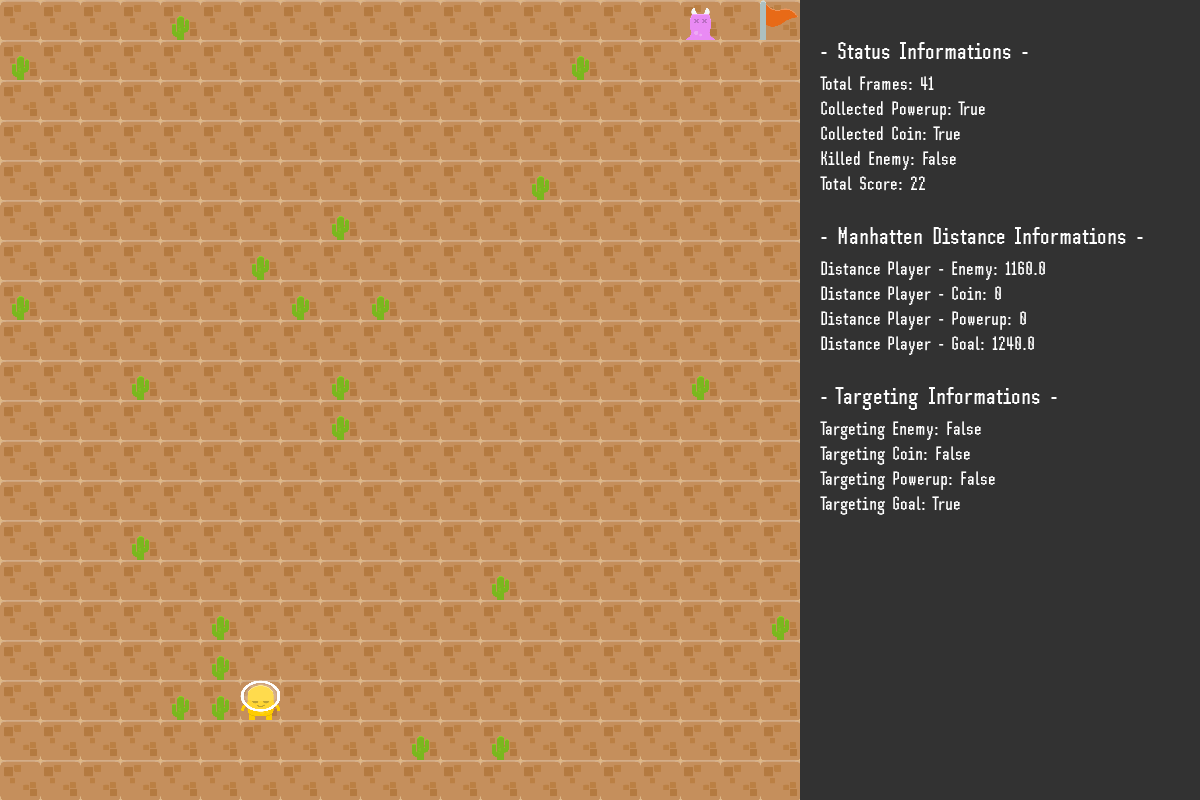 - Status Informations -
Total Frames: 41
Collected Powerup: True
Collected Coin: True
Killed Enemy: False
Total Score: 22
- Manhatten Distance Informations -
Distance Player - Enemy: 1160.0
Distance Player - Coin: 0
Distance Player - Powerup: 0
Distance Player - Goal: 1240.0
- Targeting Informations -
Targeting Enemy: False
Targeting Coin: False
Targeting Powerup: False
Targeting Goal: True